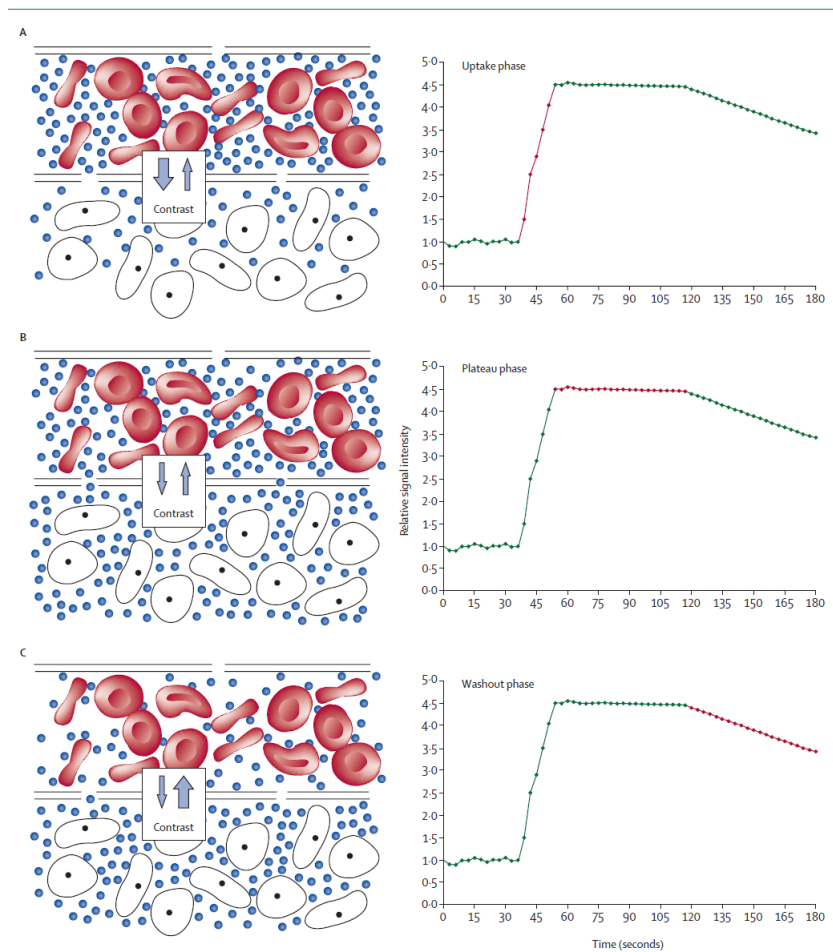 A
Uptake phase
5·0
4·5
4·0
3·5
3·0
2·5
2·0
1·5
1·0
0·5
0·0
0 15 30 45 60 75 90 105 120 135 150 165 180
Contrast
B
Plateau phase
5·0
4·5
4·0
3·5
3·0
2·5
2·0
1·5
1·0
0·5
0·0
0 15 30 45 60 75 90 105 120 135 150 165 180
Relative signal intensity
Contrast
C
Washout phase
5·0
4·5
4·0
3·5
3·0
2·5
2·0
1·5
1·0
0·5
0·0
0 15 30 45 60 75 90 105 120 135 150 165 180
Contrast
Time (seconds)